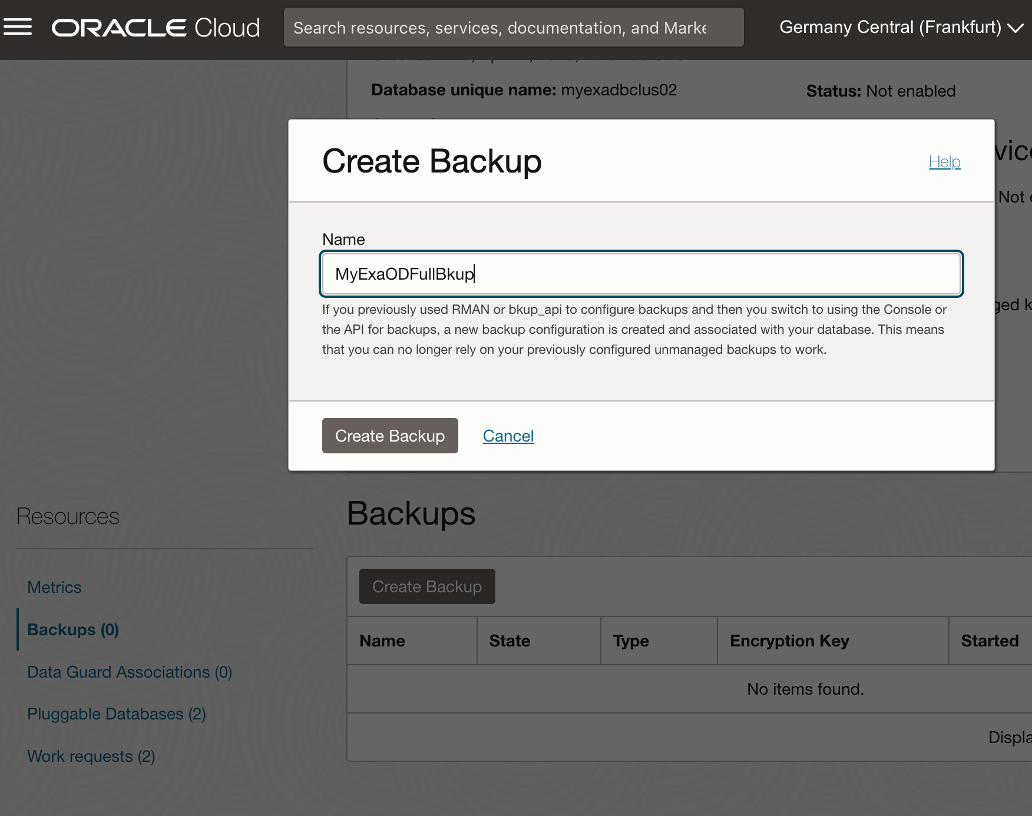 ORACLE Cloud
Search resources, services, documentation, and Marke
Germany Central (Frankfurt)
Database unique name: myexadbclus02
Status: Not enabled
Create Backup
Help
Not
Name
MyExaODFullBkup
If you previously used RMAN or bkup_api to configure backups and then you switch to using the Console or
the API for backups, a new backup configuration is created and associated with your database. This means
that you can no longer rely on your previously configured unmanaged backups to work.
Create Backup
Cancel
Resources
Backups
Metrics
Create Backup
Backups (0)
Name
State
Type
Encryption Key
Started
Data Guard Associations (0)
No items found.
Pluggable Databases (2)
Displa
Work requests (2)